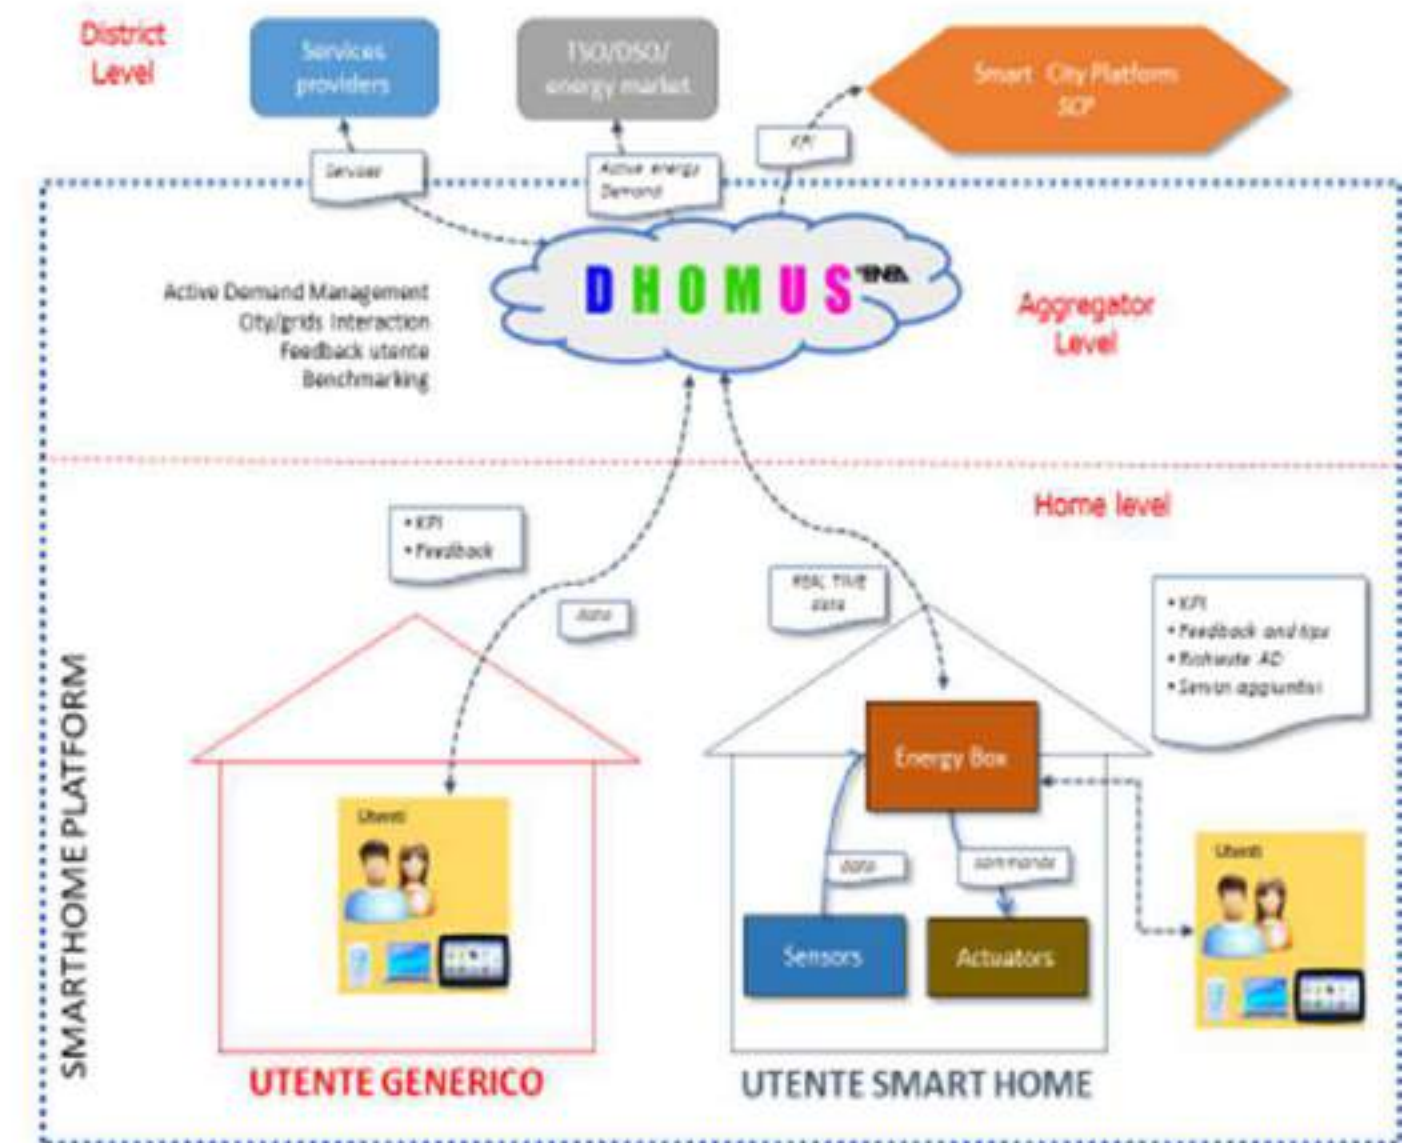 District
Level
Services
providers
TSO/DSO/
energy market
Smart City Platform
SCP
KPI
Services
Active energy
Demand
DHOMUS
Active Demand Management
City/grids Interaction
Feedback utente
Benchmarking
Aggregator
Level
Home level
• KPI
• Feedback
data
REAL TIME
data
• KPI
• Feedback and tips
• Richieste AD
• Servizi aggiuntivi
SMARTHOME PLATFORM
Energy Box
Utenti
data
commands
Utenti
Sensors
Actuators
UTENTE GENERICO
UTENTE SMART HOME